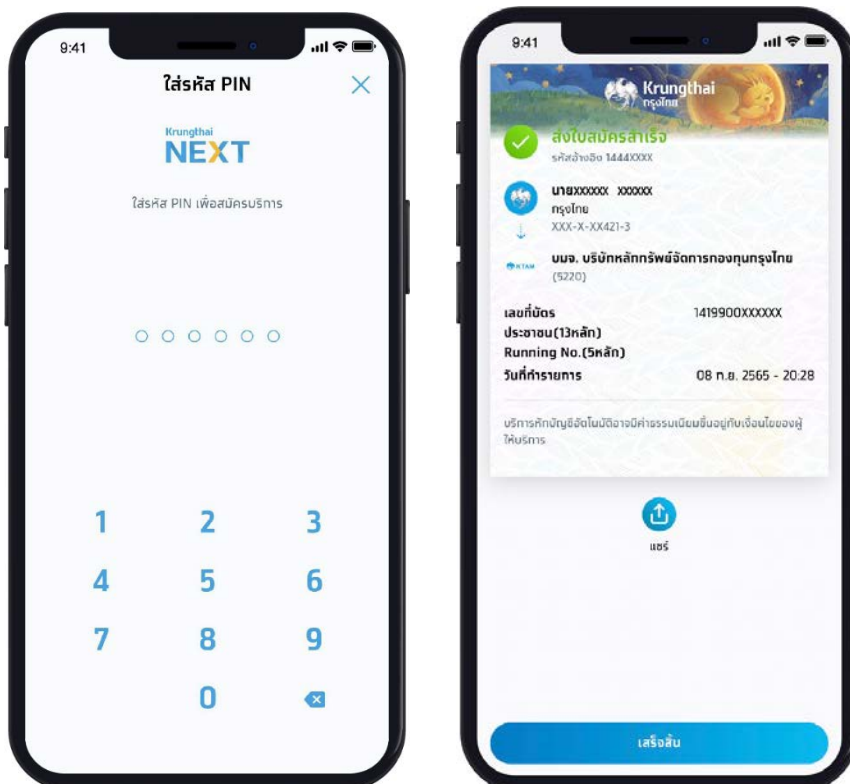 9:41
ใส่รหัส PIN
Krungthai
NEXT
ใส่รหัส PIN เพื่อสมัครบริการ
1 2 3
4 5 6
7 8 9
0
9:41
Krungthai
กรุงไทย
ส่งใบสมัครสำเร็จ
รหัสอ้างอิง 1444XXXX
นายXXXXXX XXXXXX
กรุงไทย
XXX-X-XX421-3
KTAM
บมจ. บริษัทหลักทรัพย์จัดการกองทุนกรุงไทย
(5220)
เลขที่บัตร 1419900XXXXXX
ประชาชน(13หลัก)
Running No.(5หลัก)
วันที่ทำรายการ 08 ก.ย. 2565 - 20:28
บริการหักบัญชีอัตโนมัติอาจมีค่าธรรมเนียมขึ้นอยู่กับเงื่อนไขของผู้
ให้บริการ
แชร์
เสร็จสิ้น